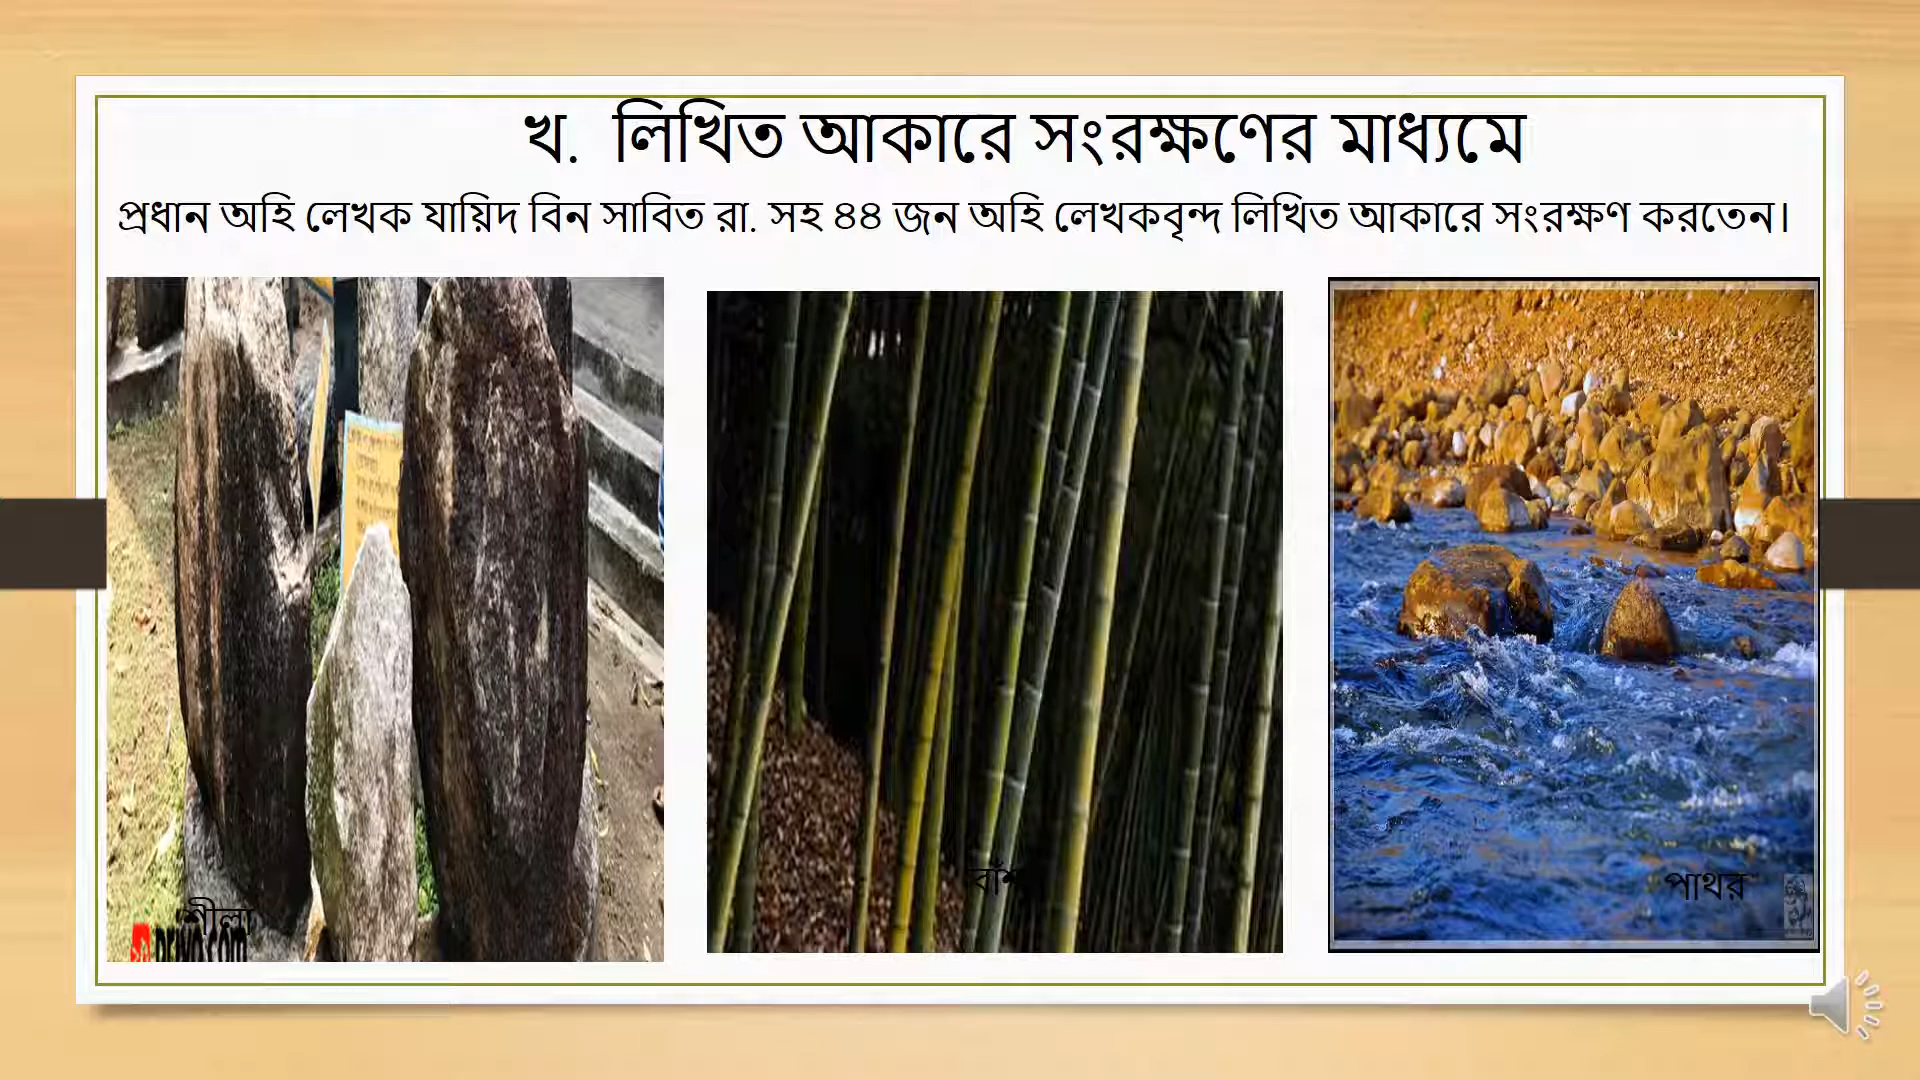 খ. লিখিত আকারে সংরক্ষণের মাধ্যমে
প্রধান অহি লেখক যায়িদ বিন সাবিত রা. সহ ৪৪ জন অহি লেখকবৃন্দ লিখিত আকারে সংরক্ষণ করতেন।
শীলা
বাঁশ
পাথর